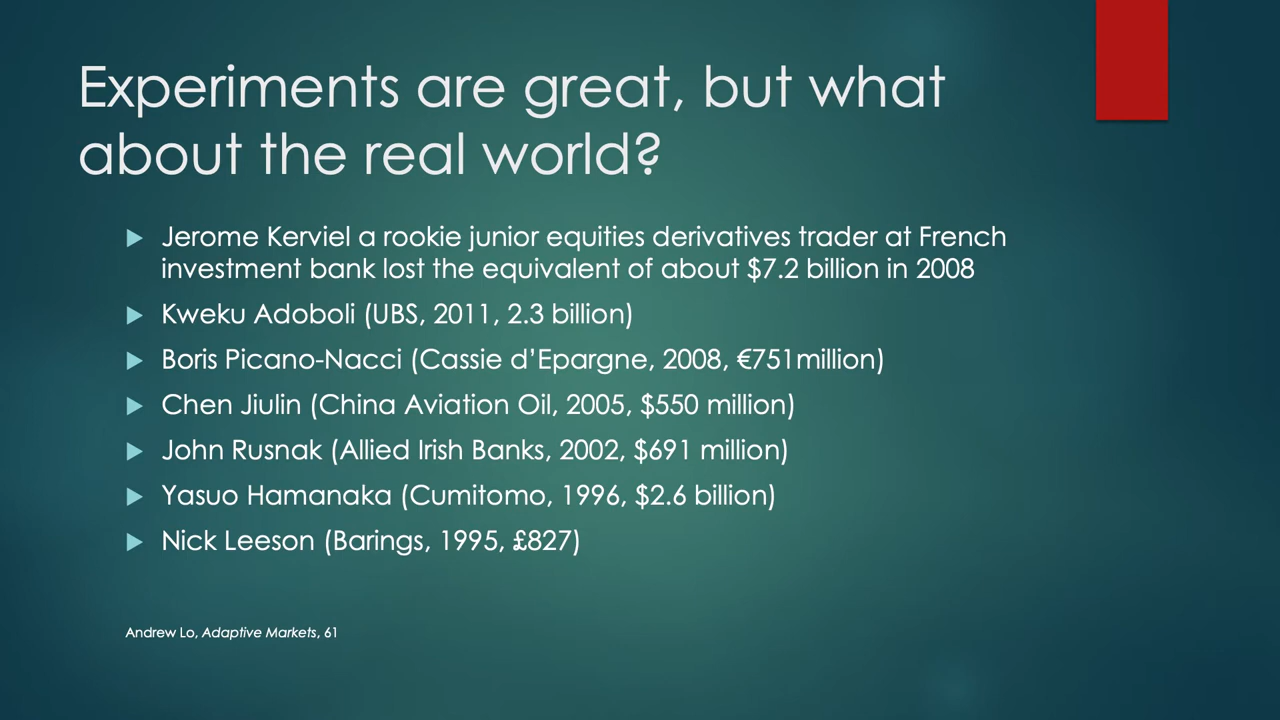 Experiments are great, but what
about the real world?
Jerome Kerviel a rookie junior equities derivatives trader at French
investment bank lost the equivalent of about $7.2 billion in 2008
Kweku Adoboli (UBS, 2011, 2.3 billion)
Boris Picano-Nacci (Cassie d’Epargne, 2008, €751million)
Chen Jiulin (China Aviation Oil, 2005, $550 million)
John Rusnak (Allied Irish Banks, 2002, $691 million)
Yasuo Hamanaka (Cumitomo, 1996, $2.6 billion)
Nick Leeson (Barings, 1995, £827)
Andrew Lo, Adaptive Markets, 61